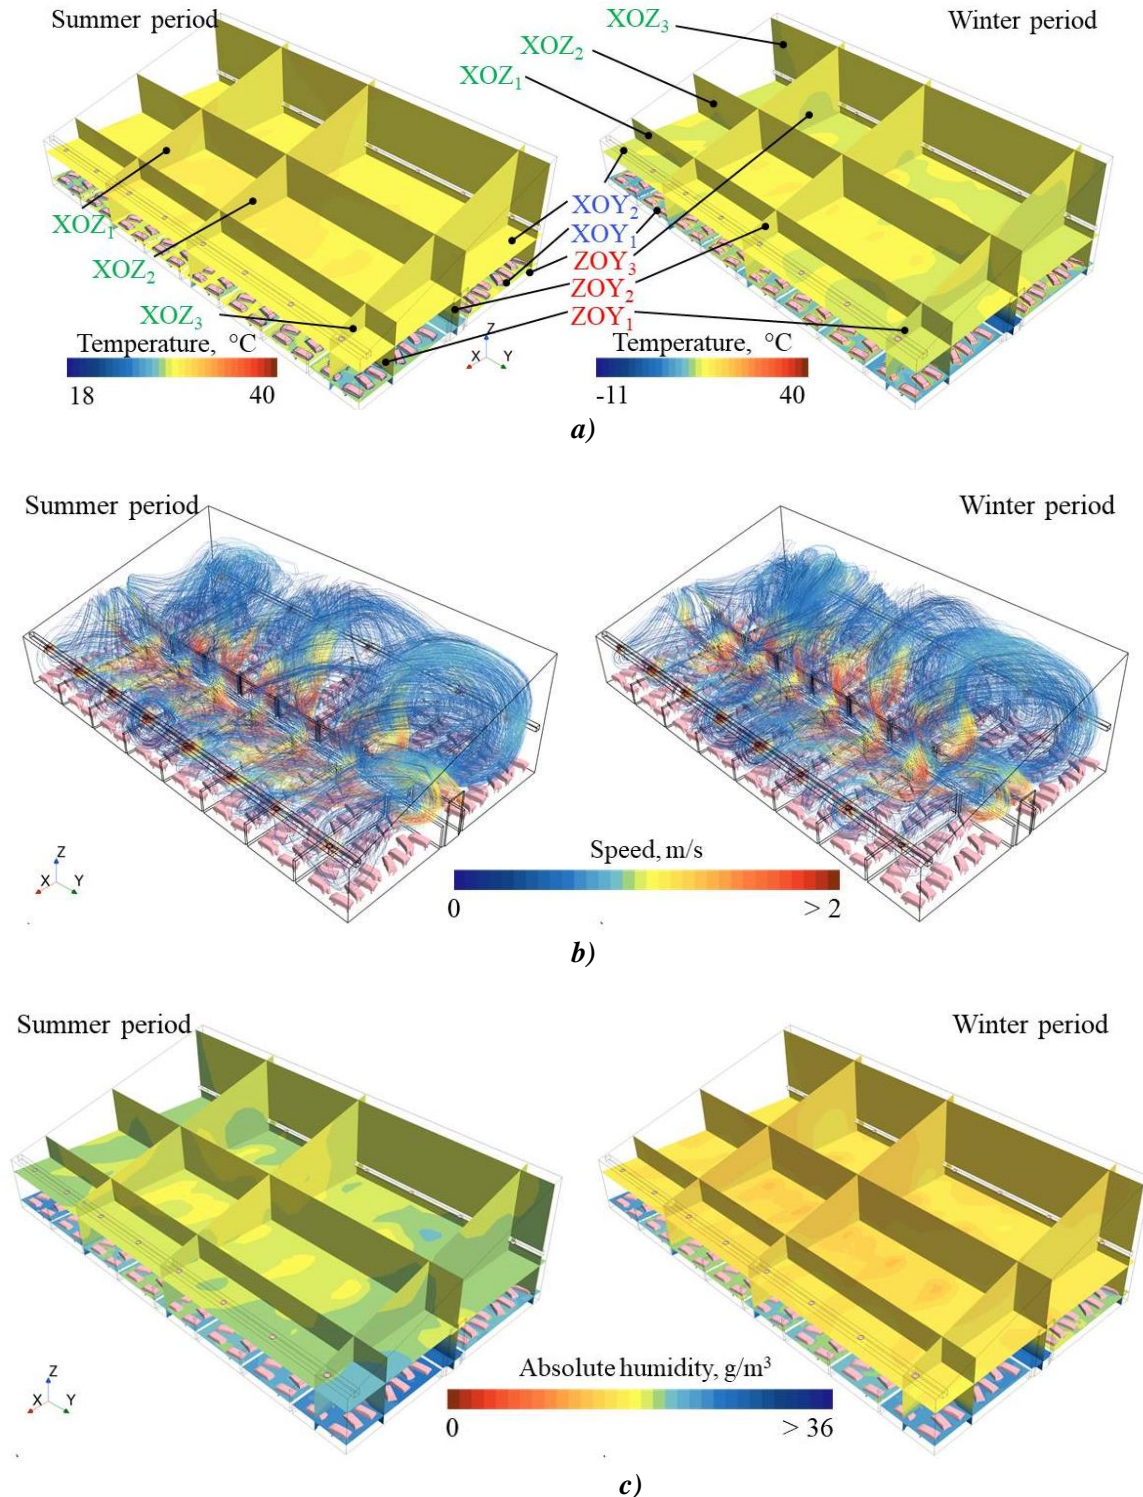 Summer period
Winter period
XOZ3
XOZ2
XOZ1
XOZ1
XOZ2
XOZ3
XOY2
XOY1
ZOY3
ZOY2
ZOY1
Temperature, °C
18 40
Z
X Y
Temperature, °C
-11 40
a)
Summer period
Winter period
Z
X Y
Speed, m/s
0 > 2
b)
Summer period
Winter period
Z
X Y
Absolute humidity, g/m³
0 > 36
c)